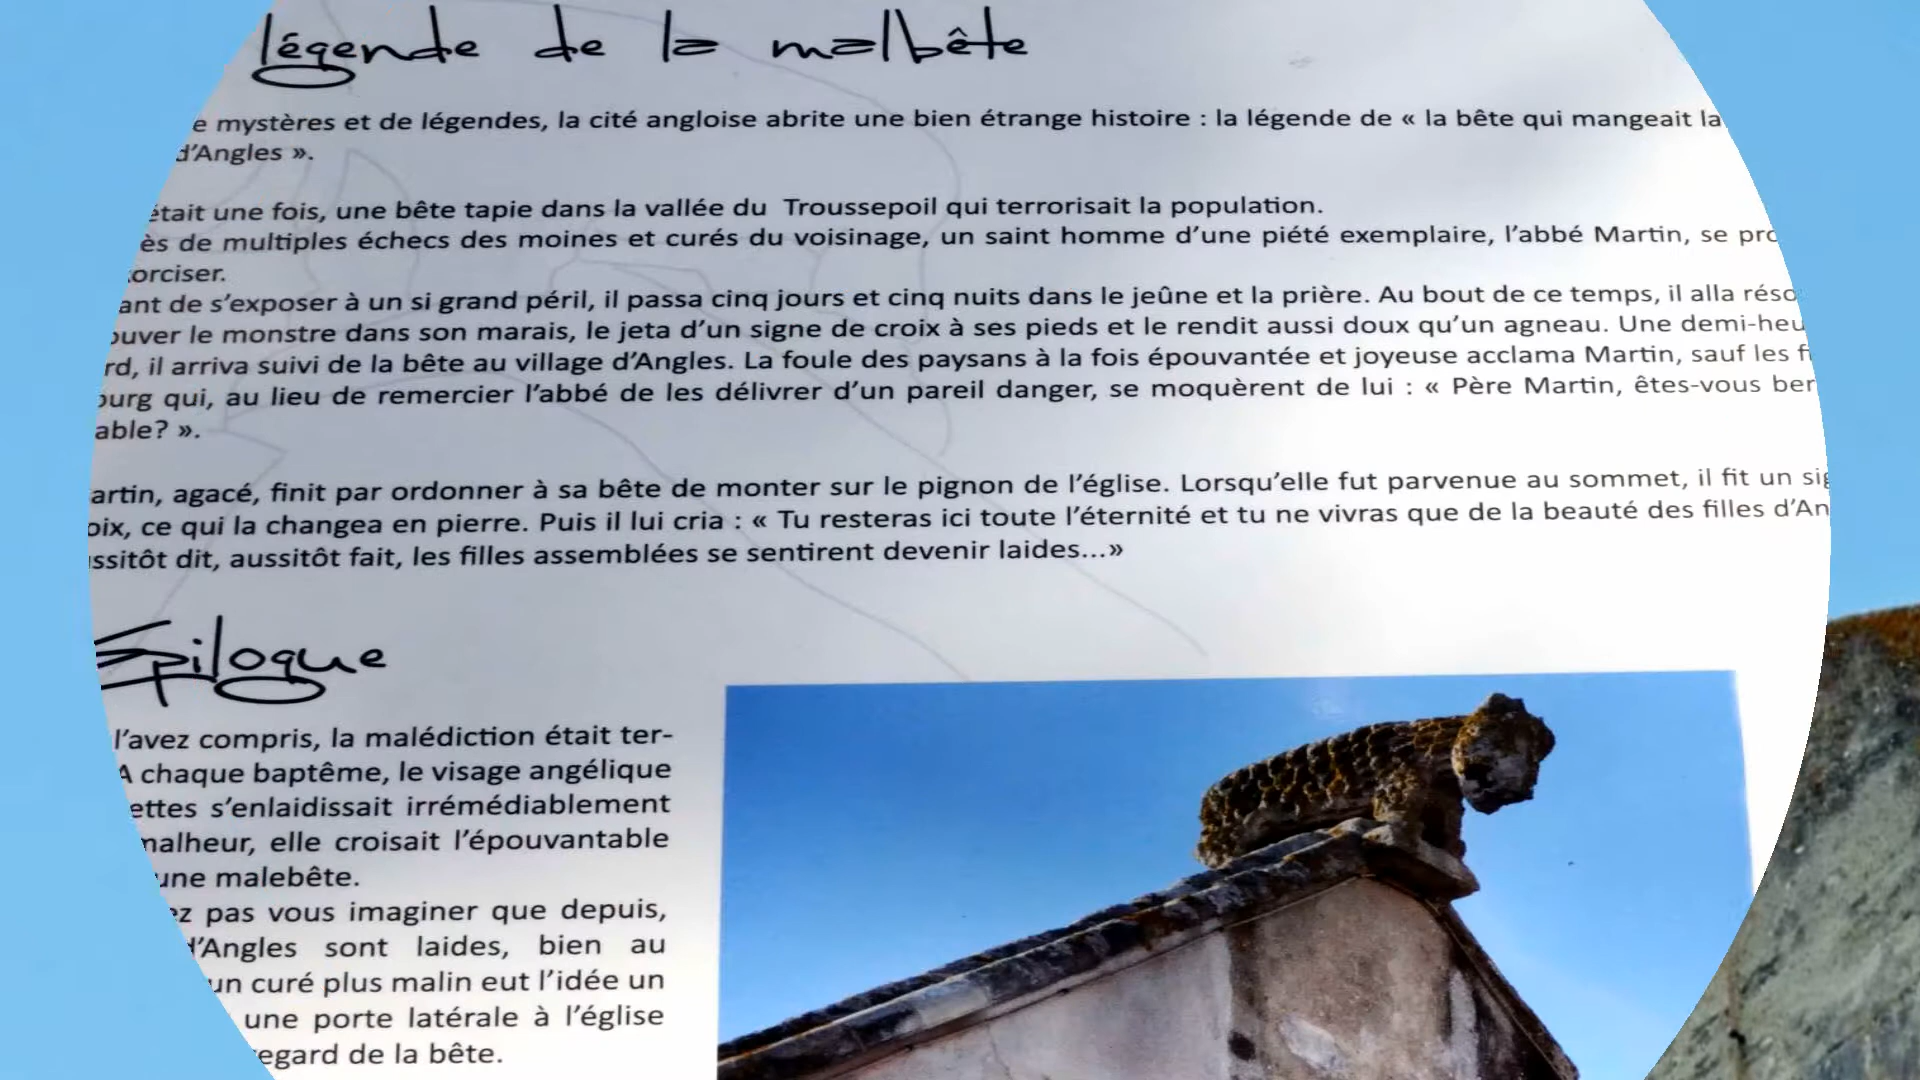 légende de la malbête
mystères et de légendes, la cité angloise abrite une bien étrange histoire : la légende de « la bête qui mangeait la
d'Angles ».
était une fois, une bête tapie dans la vallée du Troussepoil qui terrorisait la population.
de multiples échecs des moines et curés du voisinage, un saint homme d'une piété exemplaire, l'abbé Martin, se
de s'exposer à un si grand péril, il passa cinq jours et cinq nuits dans le jeûne et la prière. Au bout de ce temps, il alla
le monstre dans son marais, le jeta d'un signe de croix à ses pieds et le rendit aussi doux qu'un agneau. Une
il arriva suivi de la bête au village d'Angles. La foule des paysans à la fois épouvantée et joyeuse acclama Martin, sauf les
qui, au lieu de remercier l'abbé de les délivrer d'un pareil danger, se moquèrent de lui : « Père Martin, êtes-vous
able? ».
artin, agacé, finit par ordonner à sa bête de monter sur le pignon de l'église. Lorsqu'elle fut parvenue au sommet, il fit un
oix, ce qui la changea en pierre. Puis il lui cria : « Tu resteras ici toute l'éternité et tu ne vivras que de la beauté des filles d'An
ssitôt dit, aussitôt fait, les filles assemblées se sentirent devenir laides...»
Epilogue
l'avez compris, la malédiction était ter-
A chaque baptême, le visage angélique
ettes s'enlaidissait irrémédiablement
malheur, elle croisait l'épouvantable
une malebête.
pas vous imaginer que depuis,
d'Angles sont laides, bien au
un curé plus malin eut l'idée un
une porte latérale à l'église
egard de la bête.